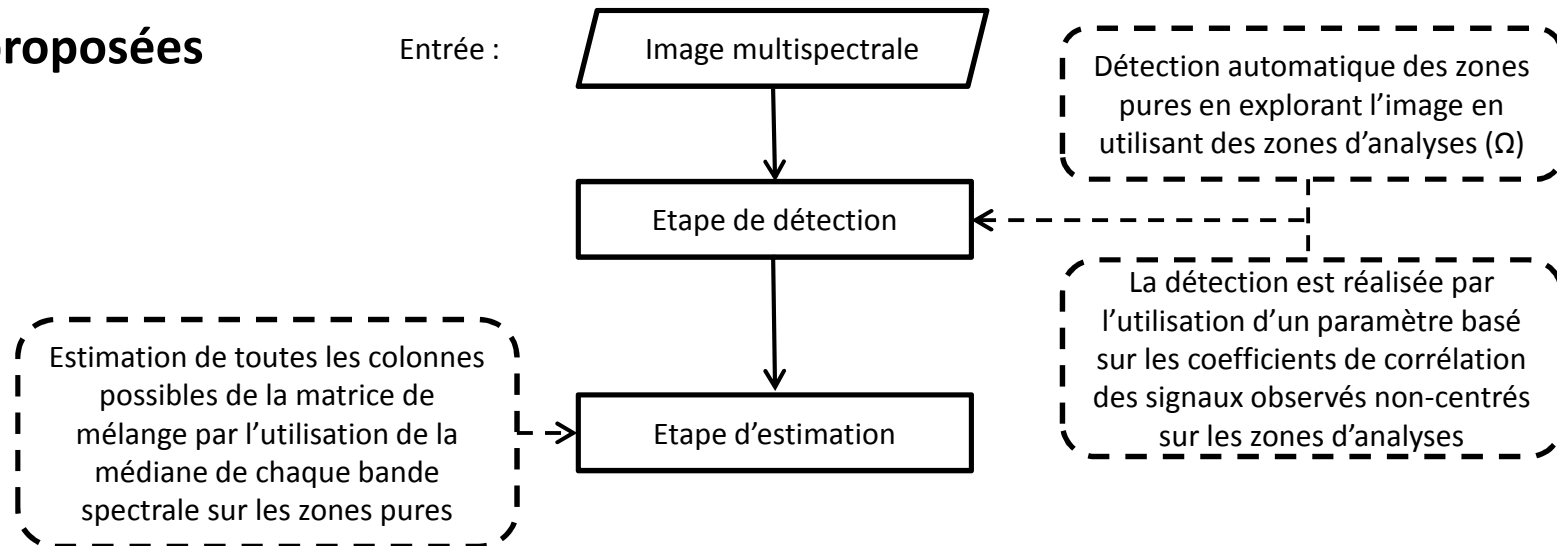 proposées
Entrée :
Image multispectrale
Détection automatique des zones
pures en explorant l’image en
utilisant des zones d’analyses (Ω)
Etape de détection
La détection est réalisée par
l’utilisation d’un paramètre basé
sur les coefficients de corrélation
des signaux observés non-centrés
sur les zones d’analyses
Estimation de toutes les colonnes
possibles de la matrice de
mélange par l’utilisation de la
médiane de chaque bande
spectrale sur les zones pures
Etape d’estimation